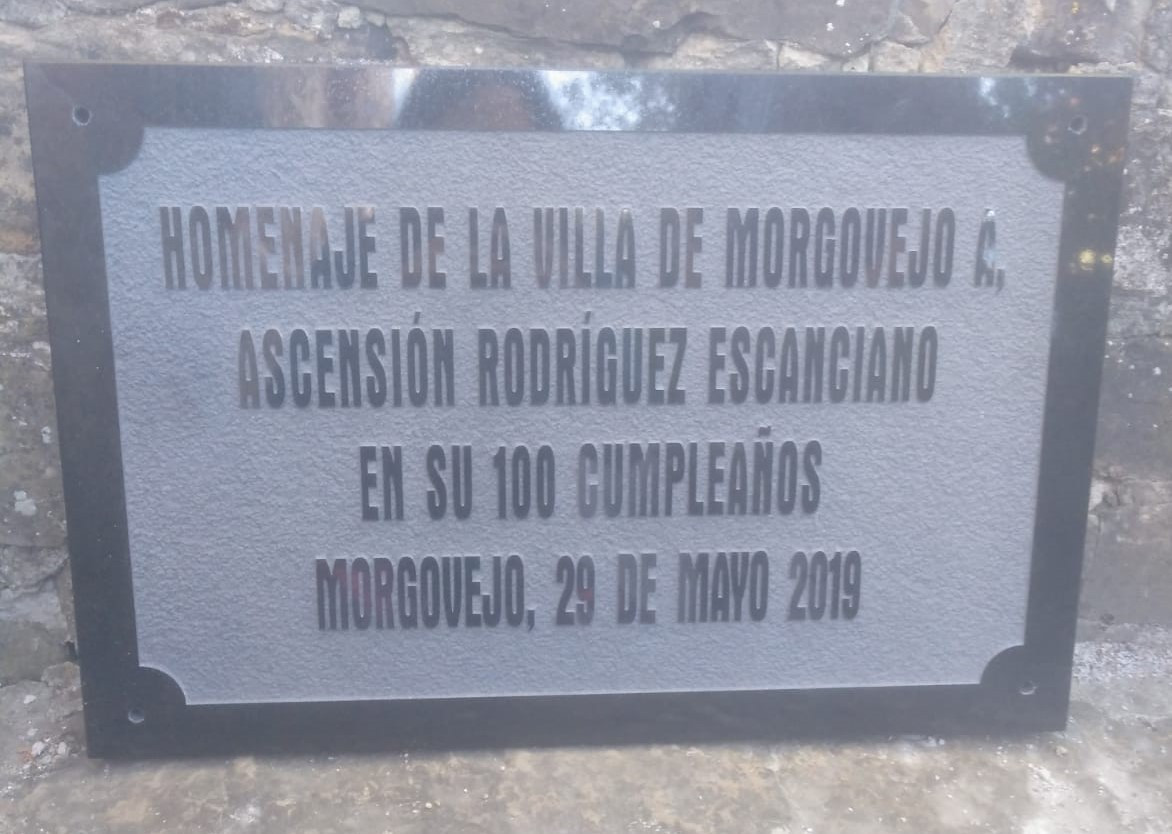 HOMENAJE DE LA VILLA DE MORGOVEJO A,
ASCENSIÓN RODRÍGUEZ ESCANCIANO
EN SU 100 CUMPLEAÑOS
MORGOVEJO, 29 DE MAYO 2019